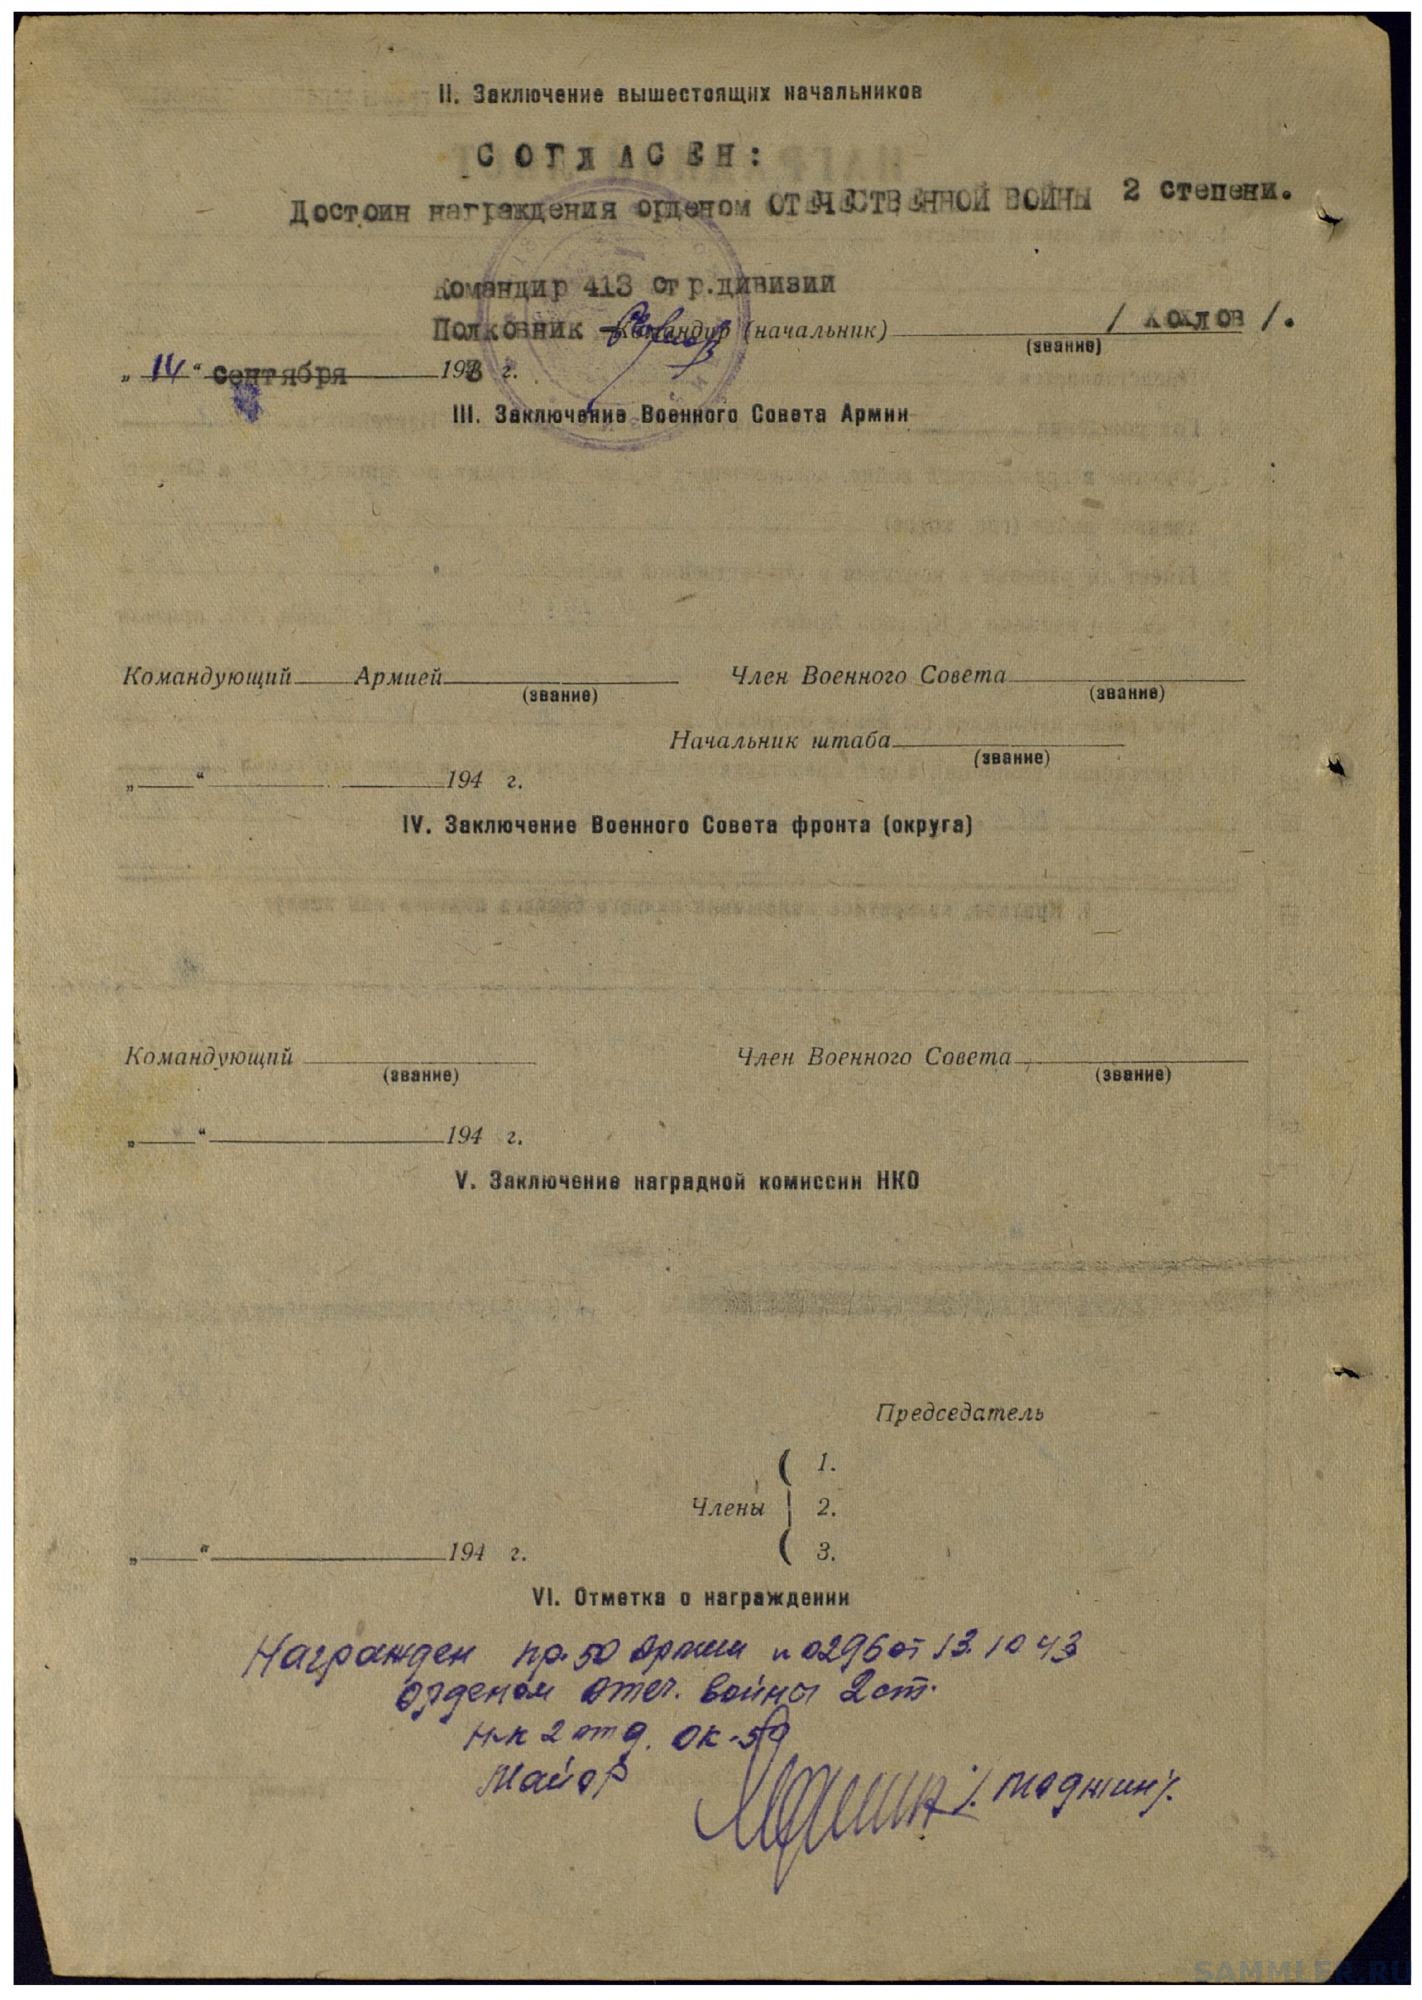 II. Заключение вышестоящих начальников
СОГЛАСЕН:
Достоин награждения орденом ОТЕЧЕСТВЕННОЙ ВОЙНЫ 2 степени.
Командир 413 стр.дивизии
Полковник Командир (начальник) / Хохлов /.
(звание)
„ 14 “ сентября 1943 г.
III. Заключение Военного Совета Армии
Командующий Армией Член Военного Совета
(звание) (звание)
Начальник штаба
(звание)
„ “ 194 г.
IV. Заключение Военного Совета фронта (округа)
Командующий Член Военного Совета
(звание) (звание)
„ “ 194 г.
V. Заключение наградной комиссии НКО
Председатель
1.
Члены 2.
„ “ 194 г. 3.
VI. Отметка о награждении
Награжден пр. 50 Армии н 0296 от 13.10 43
орденом отеч. войны 2 ст.
н-к 2 отд. ОК-50
Майор
SAMMLER.RU